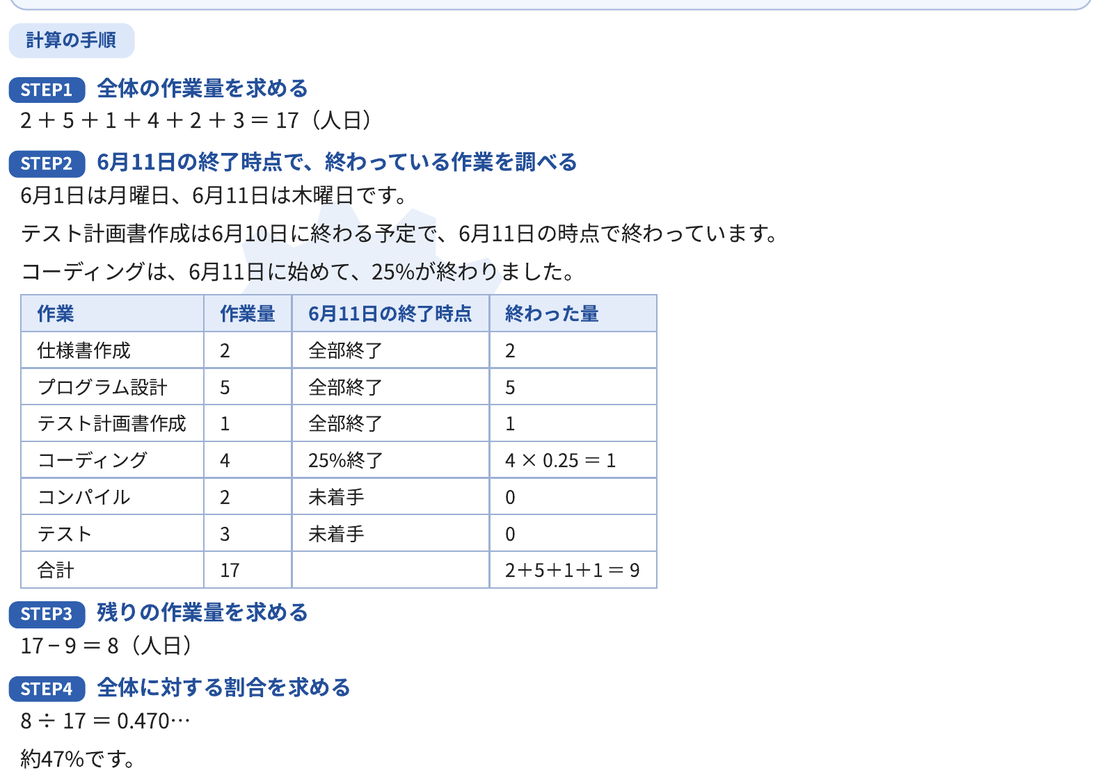 計算の手順
STEP1 全体の作業量を求める
2 + 5 + 1 + 4 + 2 + 3 = 17（人日）
STEP2 6月11日の終了時点で、終わっている作業を調べる
6月1日は月曜日、6月11日は木曜日です。
テスト計画書作成は6月10日に終わる予定で、6月11日の時点で終わっています。
コーディングは、6月11日に始めて、25%が終わりました。
作業 作業量 6月11日の終了時点 終わった量
仕様書作成 2 全部終了 2
プログラム設計 5 全部終了 5
テスト計画書作成 1 全部終了 1
コーディング 4 25%終了 4 × 0.25 = 1
コンパイル 2 未着手 0
テスト 3 未着手 0
合計 17 2+5+1+1 = 9
STEP3 残りの作業量を求める
17 − 9 = 8（人日）
STEP4 全体に対する割合を求める
8 ÷ 17 = 0.470…
約47%です。